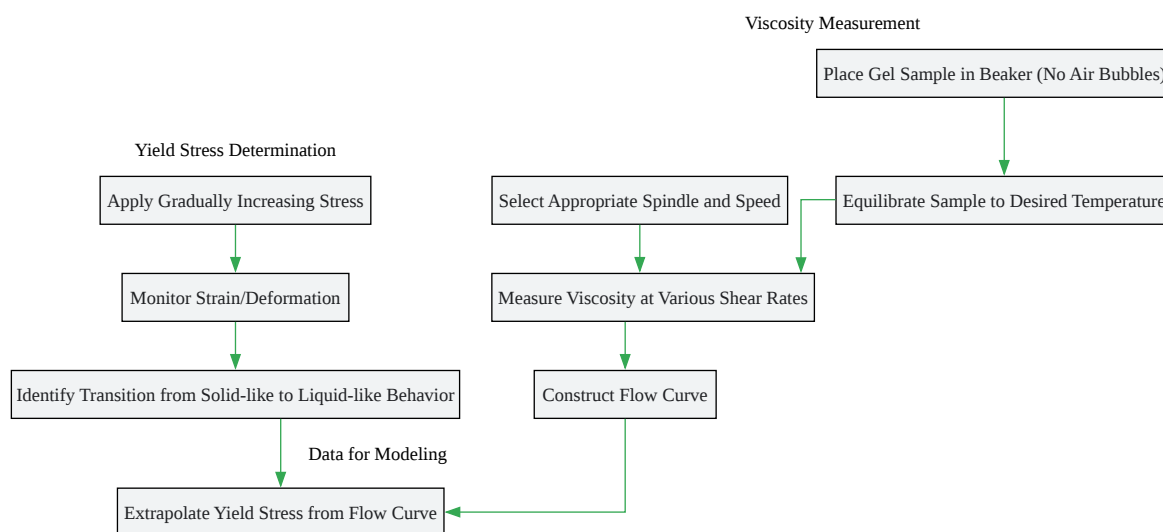 Viscosity Measurement
Place Gel Sample in Beaker (No Air Bubbles)
Yield Stress Determination
Apply Gradually Increasing Stress
Select Appropriate Spindle and Speed
Equilibrate Sample to Desired Temperature
Monitor Strain/Deformation
Measure Viscosity at Various Shear Rates
Identify Transition from Solid-like to Liquid-like Behavior
Construct Flow Curve
Data for Modeling
Extrapolate Yield Stress from Flow Curve